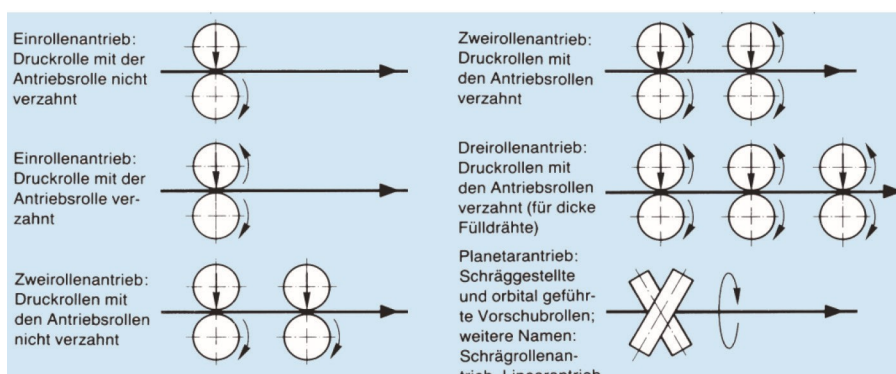 Einrollenantrieb:
Druckrolle mit der
Antriebsrolle nicht
verzahnt
Einrollenantrieb:
Druckrolle mit der
Antriebsrolle ver-
zahnt
Zweirollenantrieb:
Druckrollen mit
den Antriebsrollen
nicht verzahnt
Zweirollenantrieb:
Druckrollen mit
den Antriebsrollen
verzahnt
Dreirollenantrieb:
Druckrollen mit
den Antriebsrollen
verzahnt (für dicke
Fülldrähte)
Planetarantrieb:
Schräggestellte
und orbital geführ-
te Vorschubrollen;
weitere Namen:
Schrägrollenan-
trieb, Linearantrieb